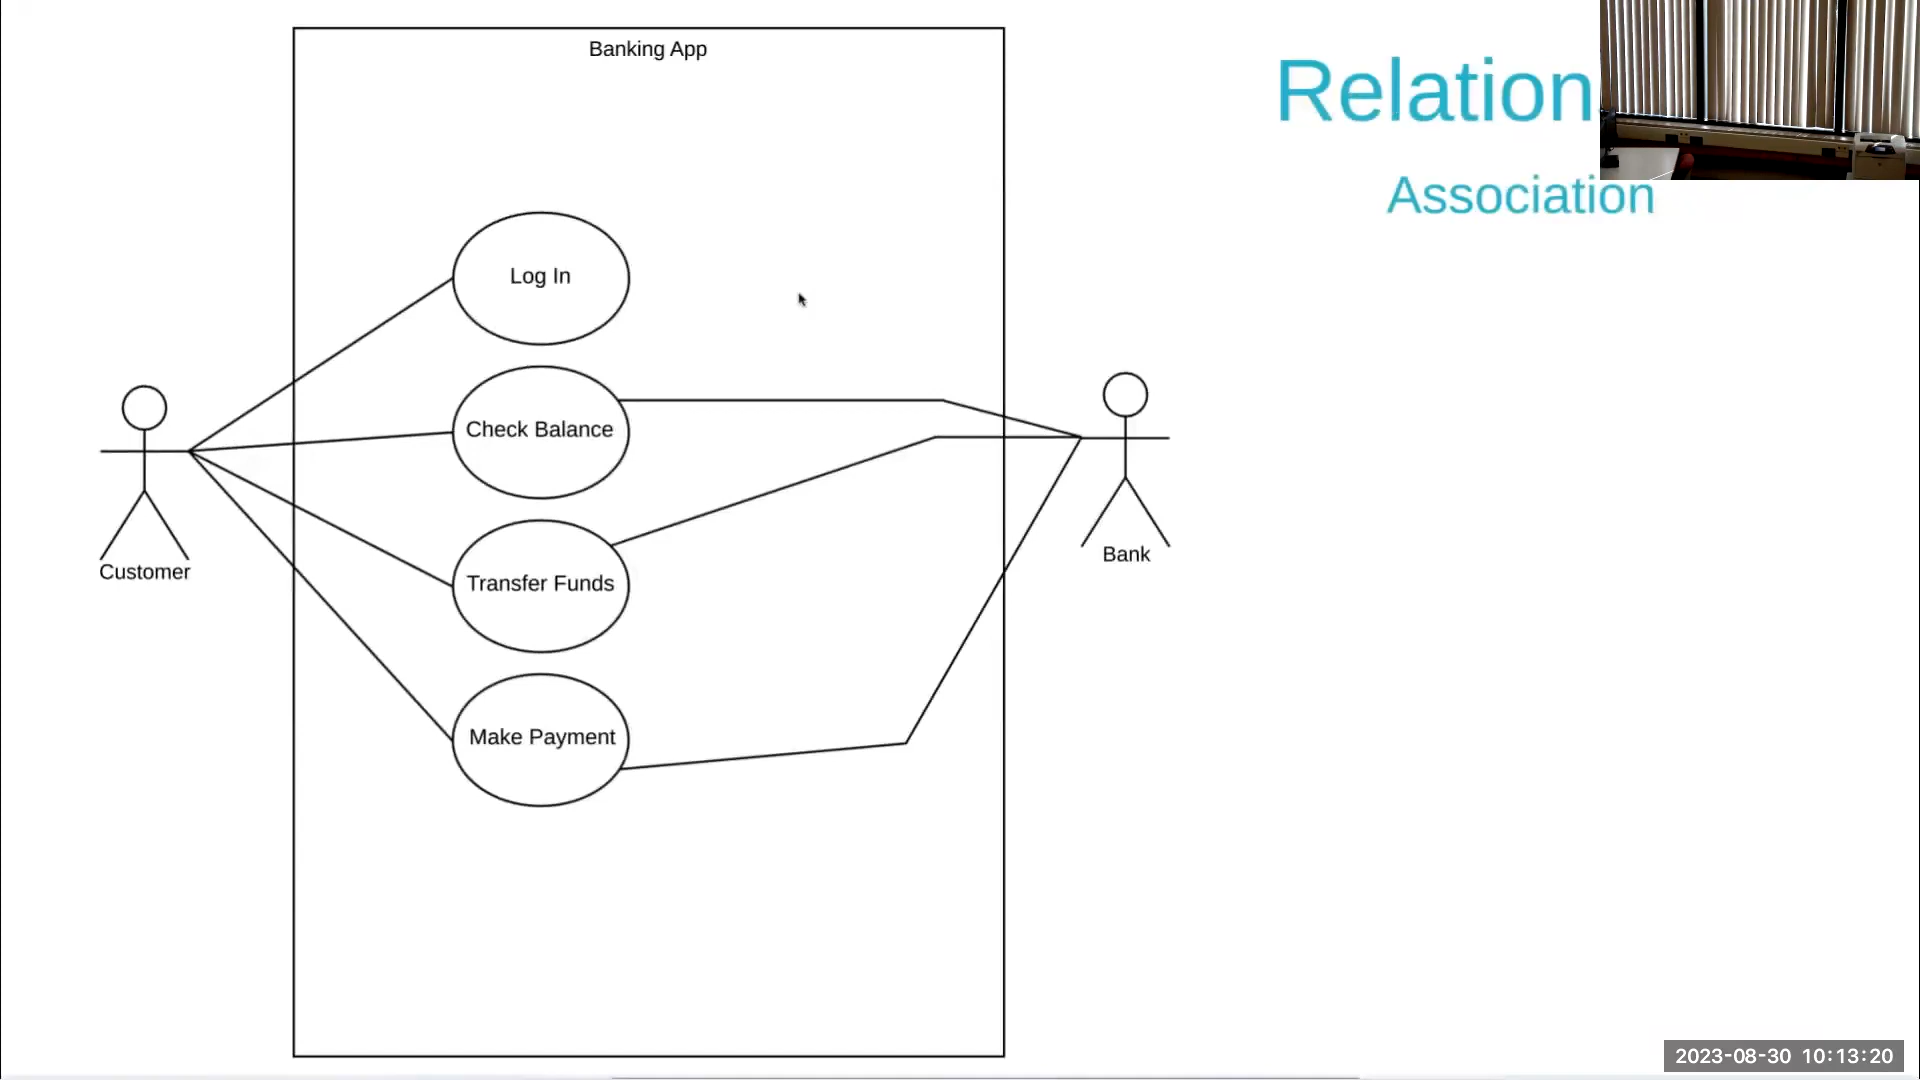 Banking App
Relation
Association
Log In
Check Balance
Transfer Funds
Make Payment
Customer
Bank
2023-08-30 10:13:20